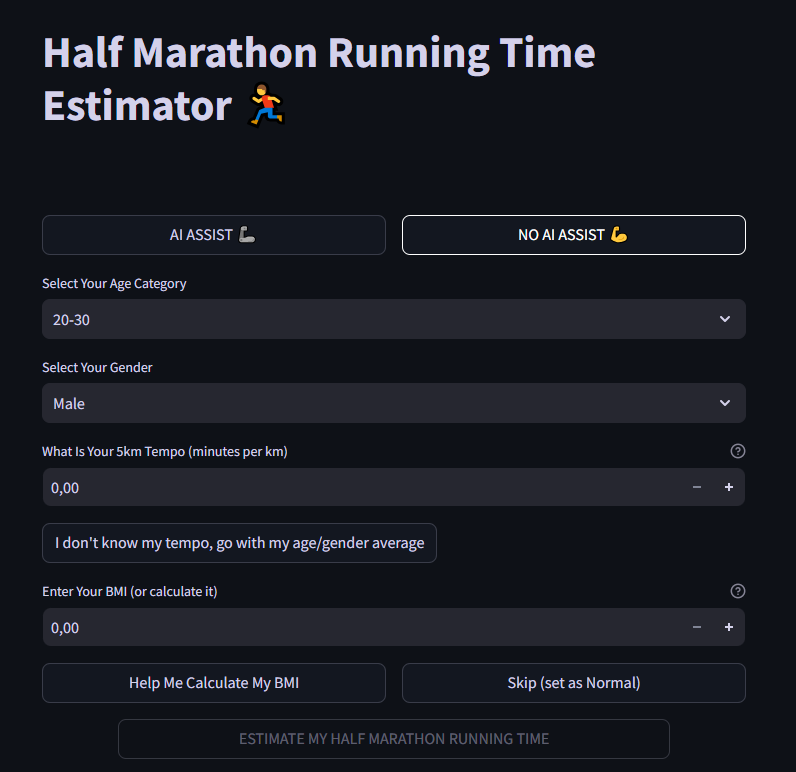 Half Marathon Running Time
Estimator
AI ASSIST
NO AI ASSIST
Select Your Age Category
20-30
Select Your Gender
Male
What Is Your 5km Tempo (minutes per km)
0,00
I don't know my tempo, go with my age/gender average
Enter Your BMI (or calculate it)
0,00
Help Me Calculate My BMI
Skip (set as Normal)
ESTIMATE MY HALF MARATHON RUNNING TIME